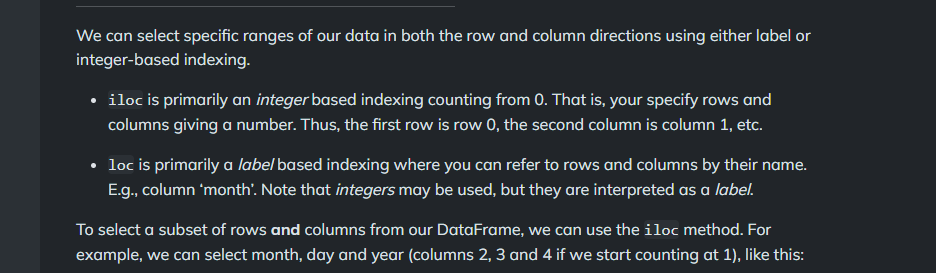 We can select specific ranges of our data in both the row and column directions using either label or
integer-based indexing.
• iloc is primarily an integer based indexing counting from 0. That is, your specify rows and
columns giving a number. Thus, the first row is row 0, the second column is column 1, etc.
• loc is primarily a label based indexing where you can refer to rows and columns by their name.
E.g., column ‘month’. Note that integers may be used, but they are interpreted as a label.
To select a subset of rows and columns from our DataFrame, we can use the iloc method. For
example, we can select month, day and year (columns 2, 3 and 4 if we start counting at 1), like this: